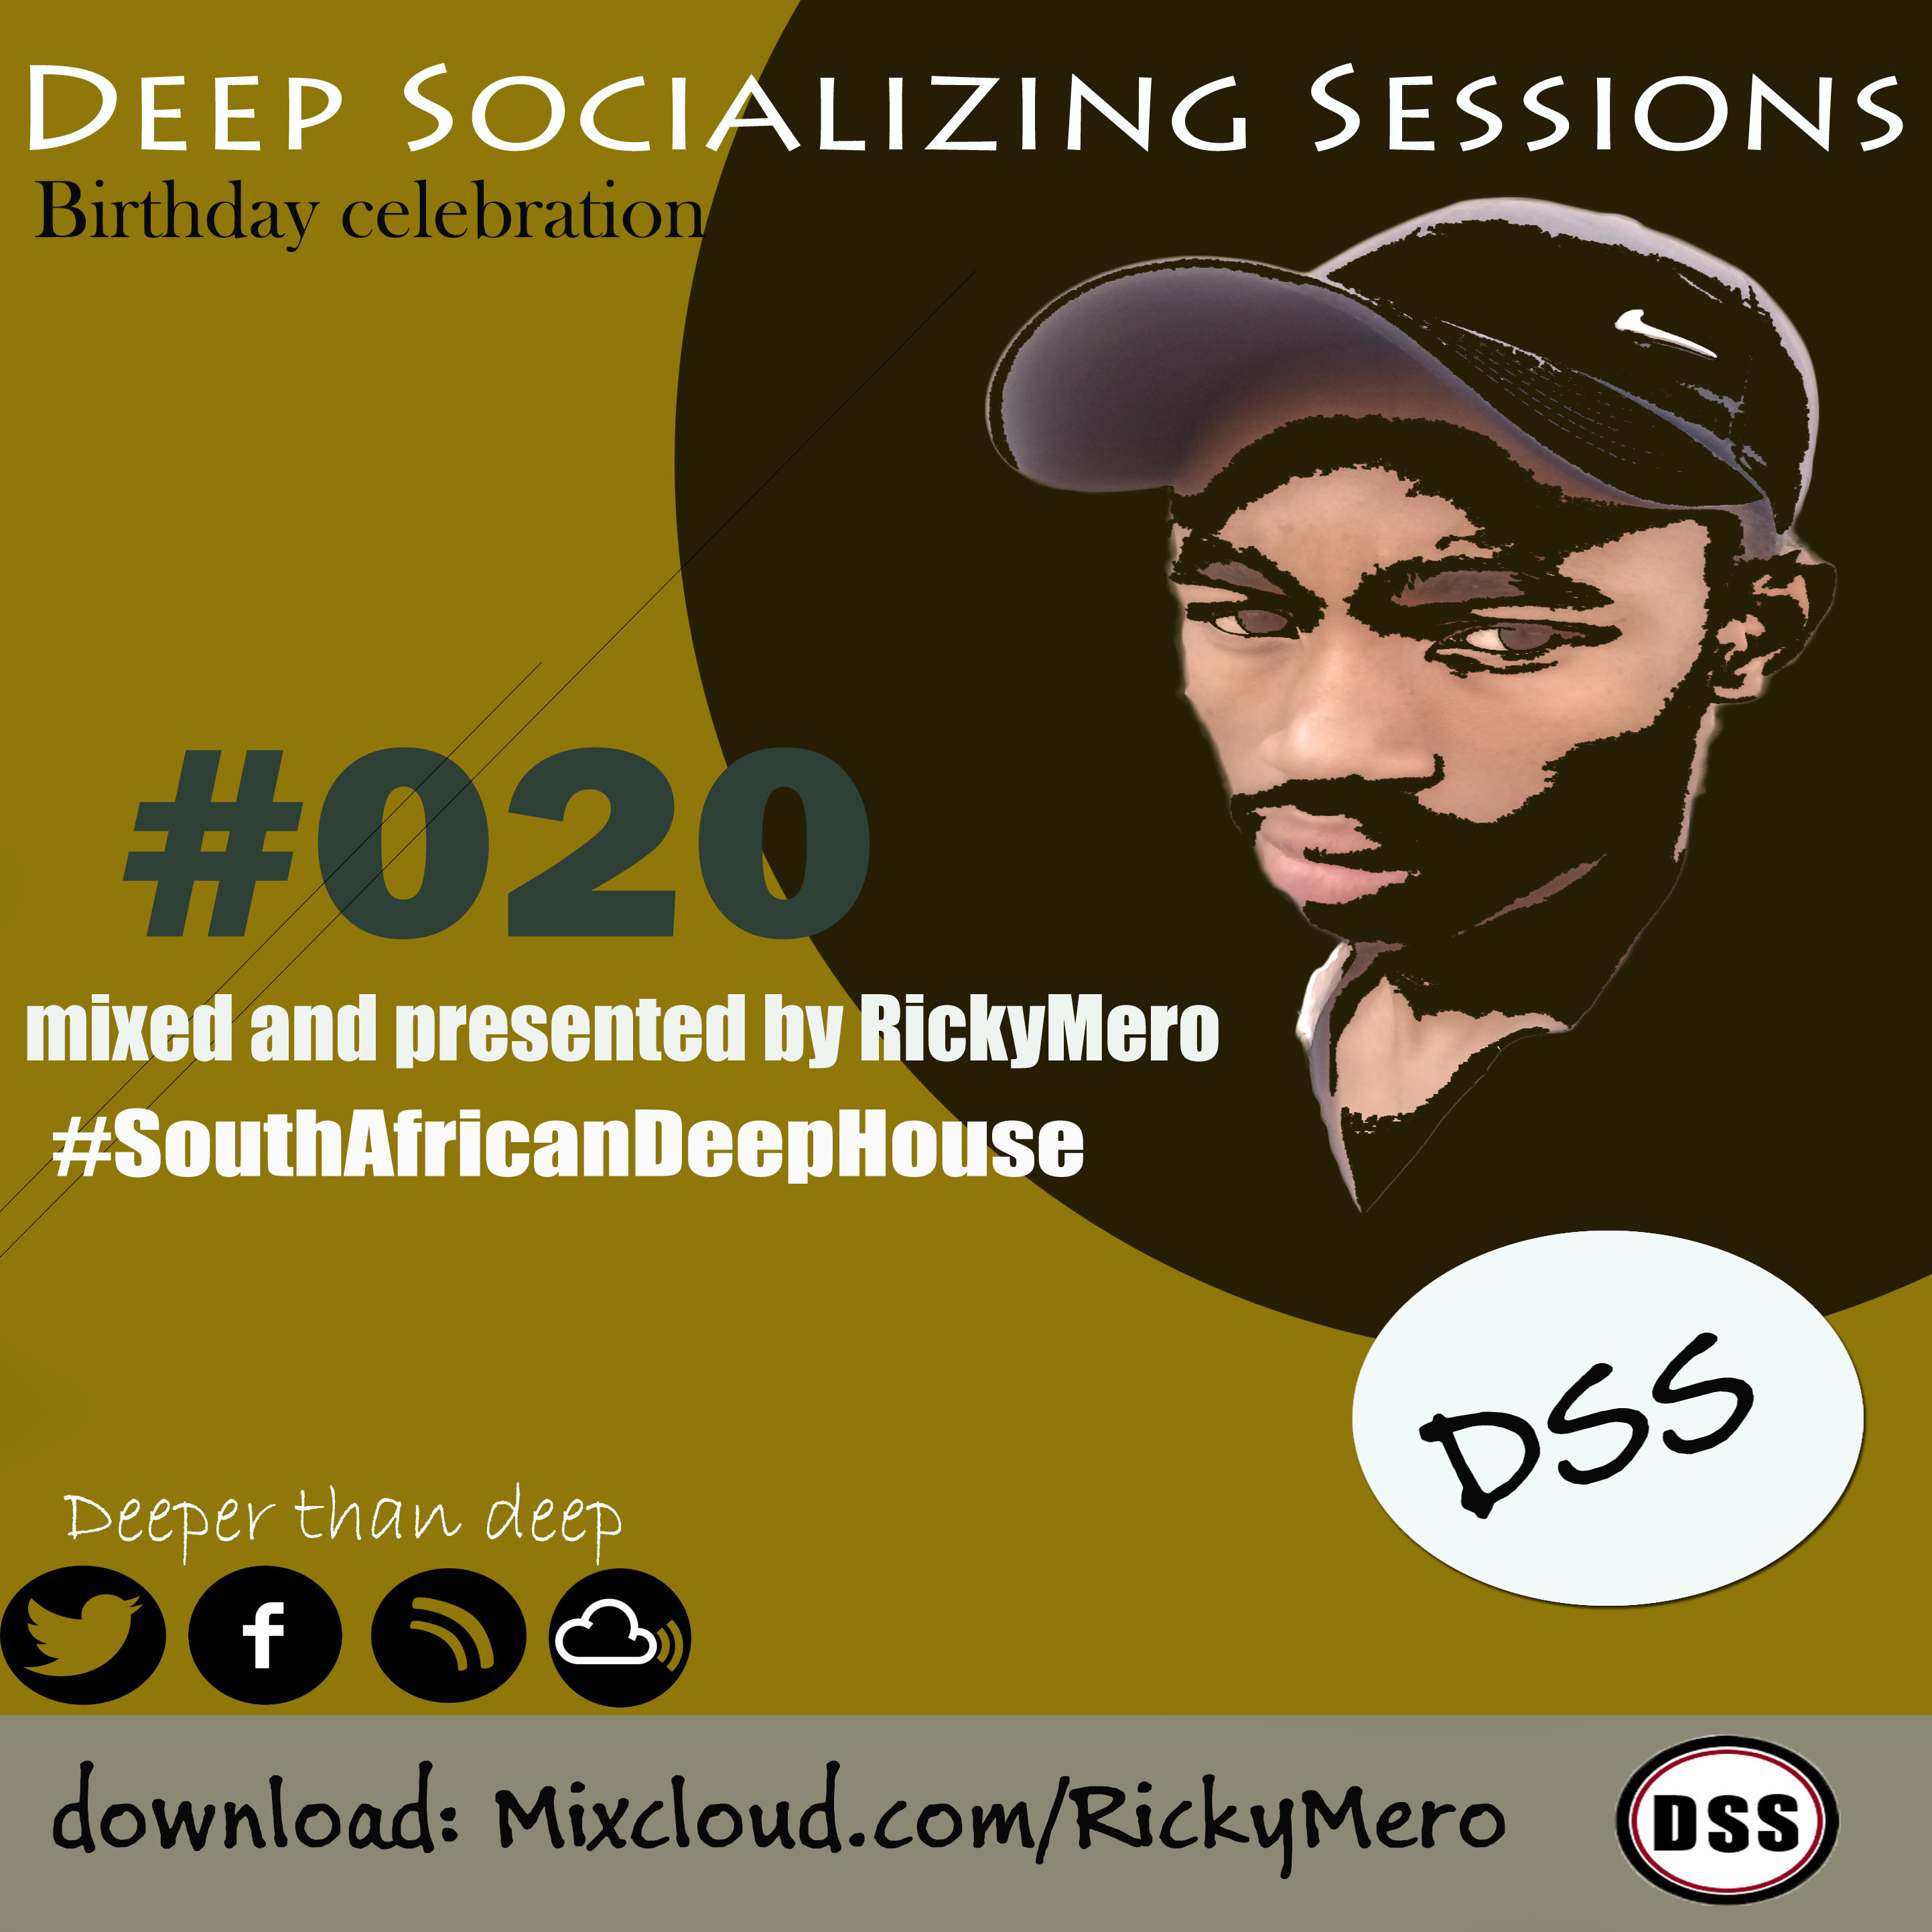 Deep Socializing Sessions
Birthday celebration
#020
mixed and presented by RickyMero
#SouthAfricanDeepHouse
DSS
Deeper than deep
f
download: Mixcloud.com/RickyMero
DSS